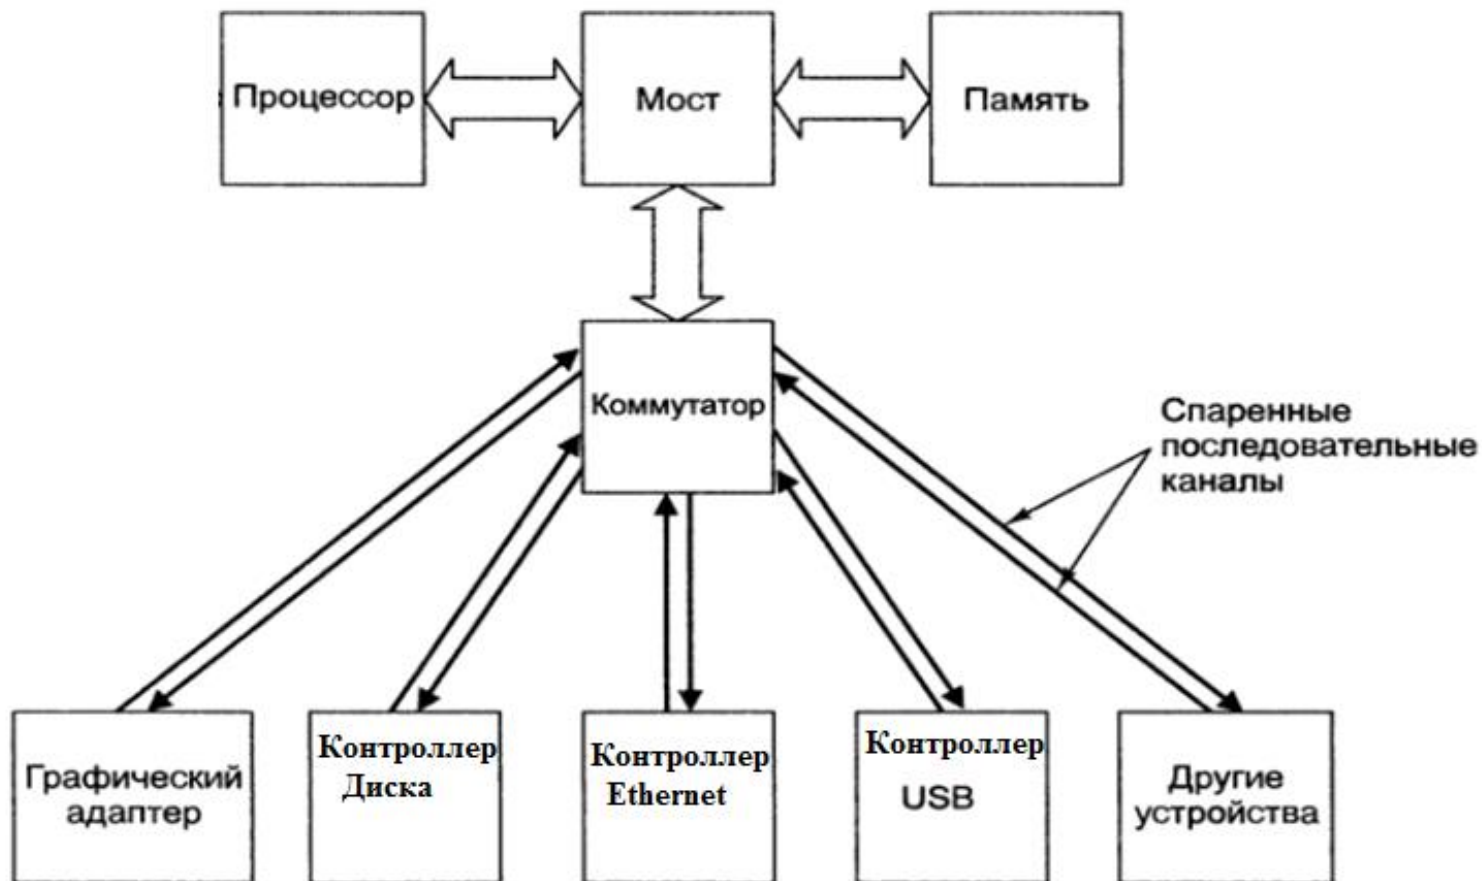 Процессор
Мост
Память
Коммутатор
Спаренные
последовательные
каналы
Графический
адаптер
Контроллер
Диска
Контроллер
Ethernet
Контроллер
USB
Другие
устройства